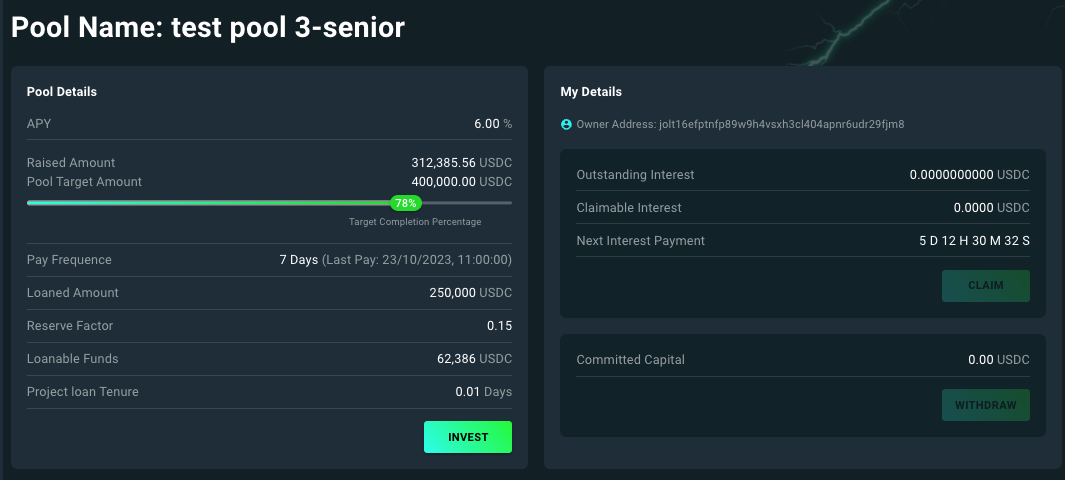 Pool Name: test pool 3-senior
Pool Details
APY 6.00 %
Raised Amount 312,385.56 USDC
Pool Target Amount 400,000.00 USDC
78%
Target Completion Percentage
Pay Frequence 7 Days (Last Pay: 23/10/2023, 11:00:00)
Loaned Amount 250,000 USDC
Reserve Factor 0.15
Loanable Funds 62,386 USDC
Project loan Tenure 0.01 Days
INVEST
My Details
Owner Address: jolt16efptnfp89w9h4vsxh3cl404apnr6udr29fjm8
Outstanding Interest 0.0000000000 USDC
Claimable Interest 0.0000 USDC
Next Interest Payment 5 D 12 H 30 M 32 S
CLAIM
Committed Capital 0.00 USDC
WITHDRAW